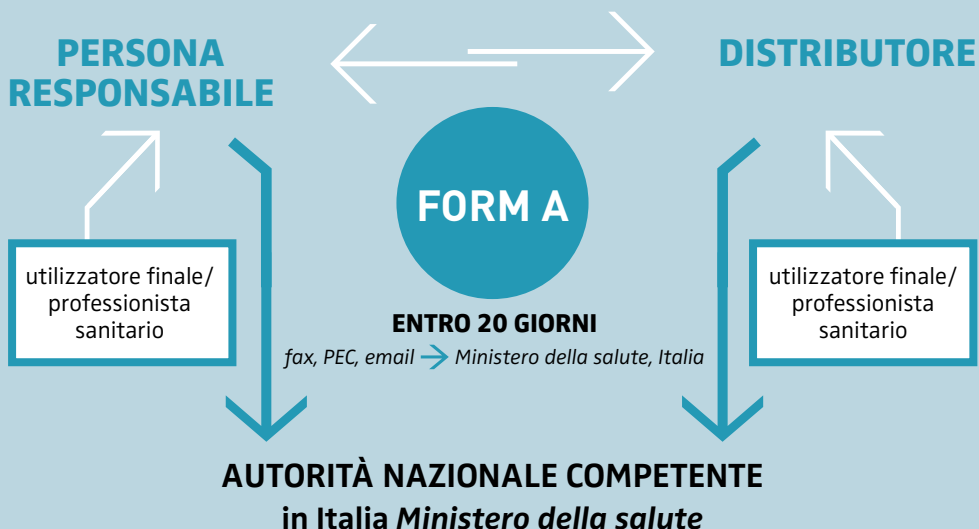 PERSONA
RESPONSABILE
DISTRIBUTORE
FORM A
utilizzatore finale/
professionista
sanitario
utilizzatore finale/
professionista
sanitario
ENTRO 20 GIORNI
fax, PEC, email → Ministero della salute, Italia
AUTORITÀ NAZIONALE COMPETENTE
in Italia Ministero della salute